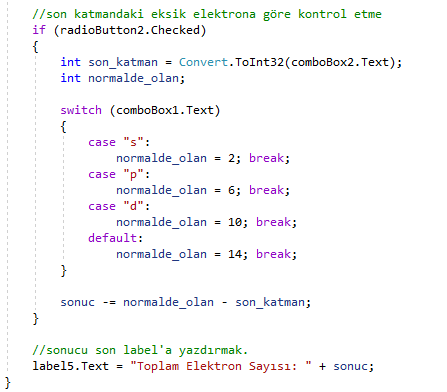 //son katmandaki eksik elektrona göre kontrol etme
if (radioButton2.Checked)
{
int son_katman = Convert.ToInt32(comboBox2.Text);
int normalde_olan;
switch (comboBox1.Text)
{
case "s":
normalde_olan = 2; break;
case "p":
normalde_olan = 6; break;
case "d":
normalde_olan = 10; break;
default:
normalde_olan = 14; break;
}
sonuc -= normalde_olan - son_katman;
}
//sonucu son label'a yazdırmak.
label5.Text = "Toplam Elektron Sayısı: " + sonuc;
}